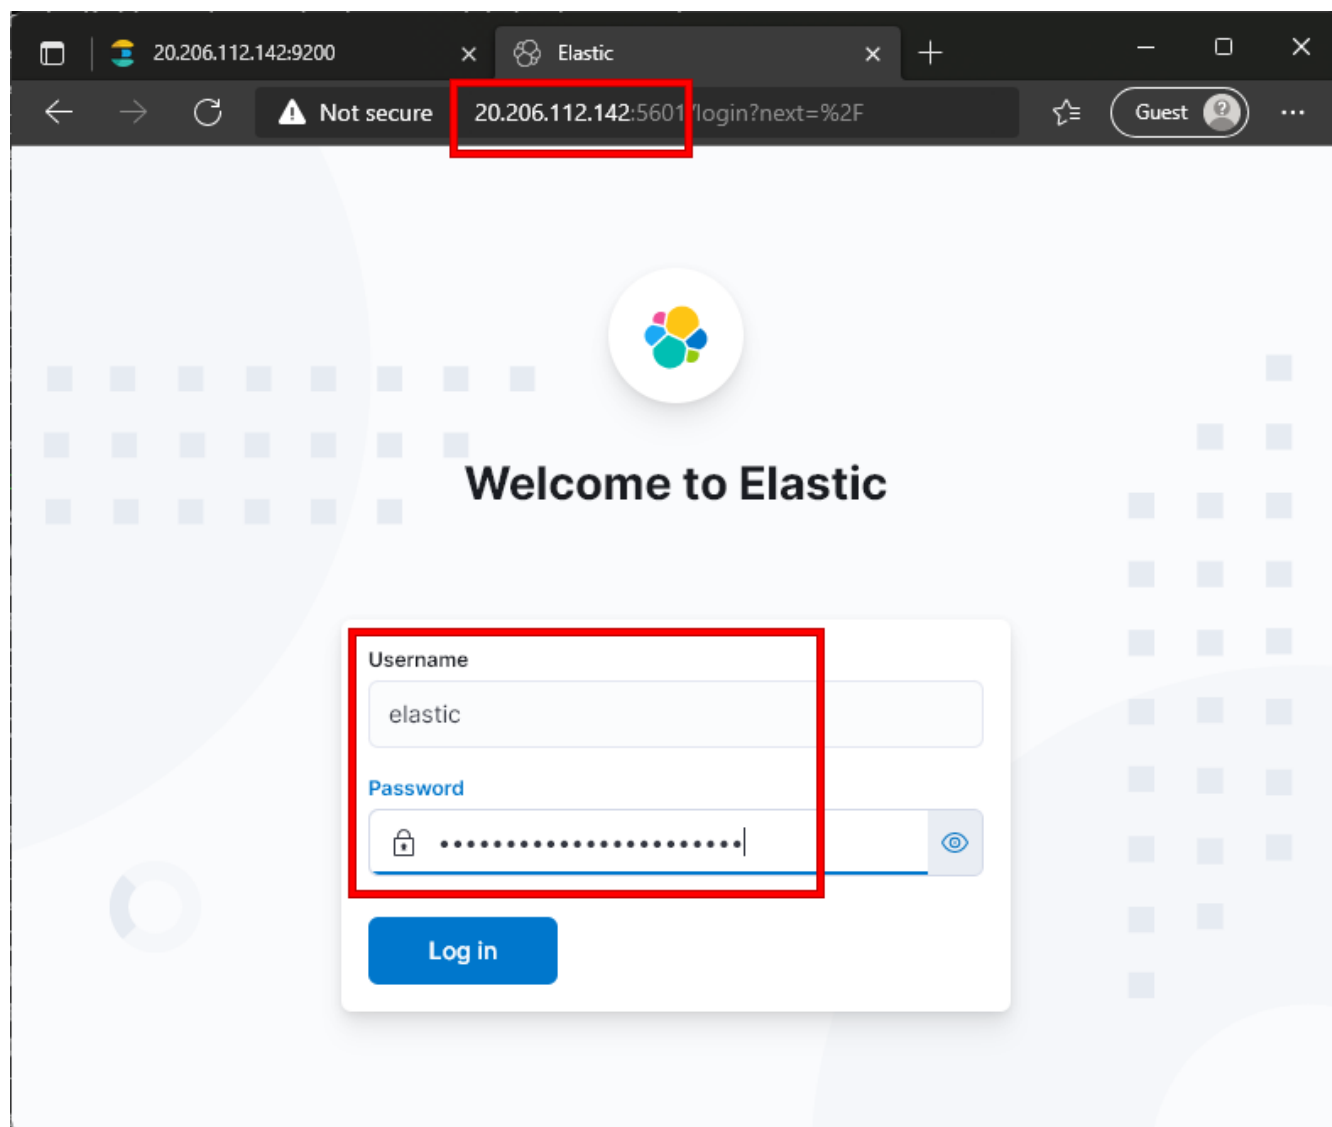 20.206.112.142:9200
Elastic
Not secure 20.206.112.142:5601/login?next=%2F
Guest
Welcome to Elastic
Username
elastic
Password
•••••••••••••••••••••••
Log in